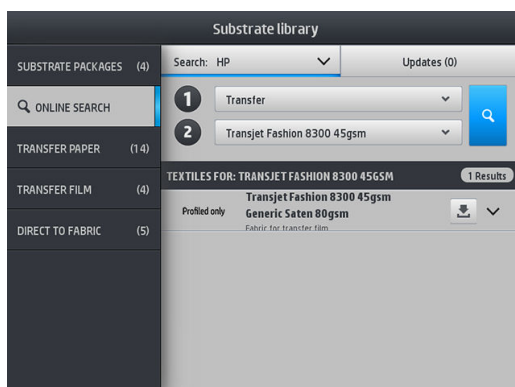 Substrate library
SUBSTRATE PACKAGES (4)
ONLINE SEARCH
TRANSFER PAPER (14)
TRANSFER FILM (4)
DIRECT TO FABRIC (5)
Search: HP
Updates (0)
1 Transfer
2 Transjet Fashion 8300 45gsm
TEXTILES FOR: TRANSJET FASHION 8300 45GSM 1 Results
Transjet Fashion 8300 45gsm
Profiled only Generic Saten 80gsm
Fabric for transfer film